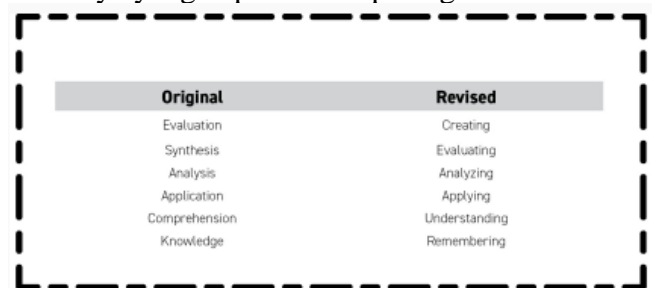 Original Revised
Evaluation Creating
Synthesis Evaluating
Analysis Analyzing
Application Applying
Comprehension Understanding
Knowledge Remembering